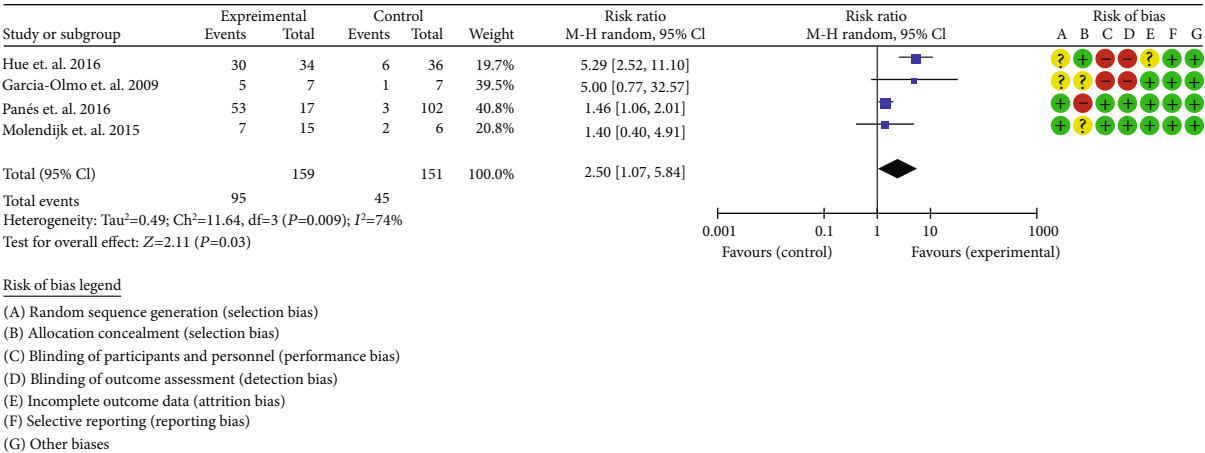 Expreimental Control Risk ratio Risk ratio Risk of bias
Study or subgroup Events Total Events Total Weight M-H random, 95% Cl M-H random, 95% Cl A B C D E F G
Hue et. al. 2016 30 34 6 36 19.7% 5.29 [2.52, 11.10] ? + − − ? + +
Garcia-Olmo et. al. 2009 5 7 1 7 39.5% 5.00 [0.77, 32.57] ? ? − − + + +
Panés et. al. 2016 53 17 3 102 40.8% 1.46 [1.06, 2.01] + − + + + + +
Molendijk et. al. 2015 7 15 2 6 20.8% 1.40 [0.40, 4.91] + ? + + + + +
Total (95% Cl) 159 151 100.0% 2.50 [1.07, 5.84]
Total events 95 45
Heterogeneity: Tau²=0.49; Ch²=11.64, df=3 (P=0.009); I²=74%
Test for overall effect: Z=2.11 (P=0.03)
0.001 0.1 1 10 1000
Favours (control) Favours (experimental)
Risk of bias legend
(A) Random sequence generation (selection bias)
(B) Allocation concealment (selection bias)
(C) Blinding of participants and personnel (performance bias)
(D) Blinding of outcome assessment (detection bias)
(E) Incomplete outcome data (attrition bias)
(F) Selective reporting (reporting bias)
(G) Other biases